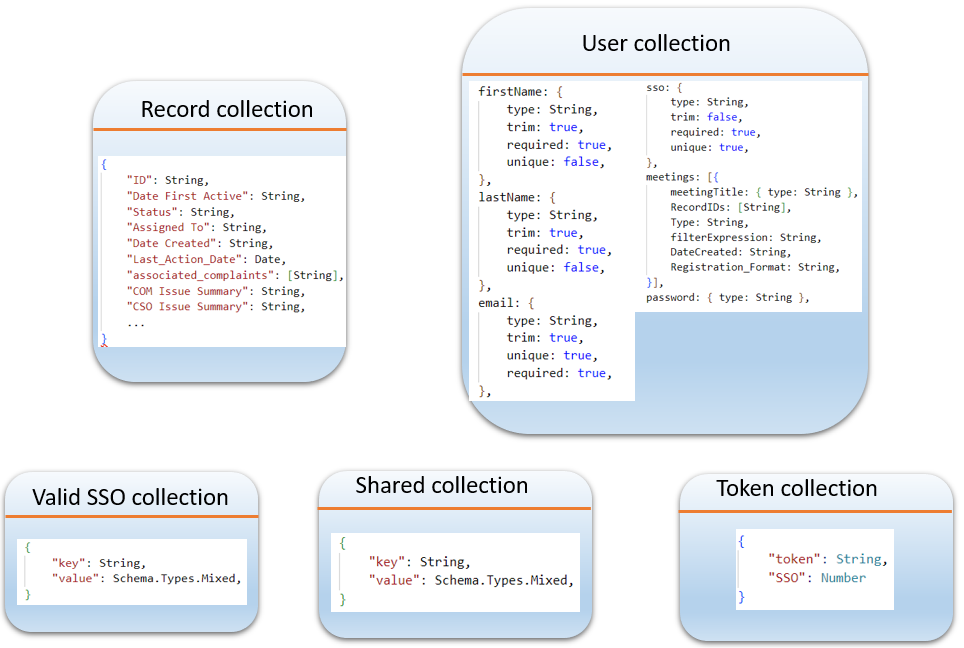 Record collection
{
"ID": String,
"Date First Active": String,
"Status": String,
"Assigned To": String,
"Date Created": String,
"Last_Action_Date": Date,
"associated_complaints": [String],
"COM Issue Summary": String,
"CSO Issue Summary": String,
...
}
User collection
firstName: {
type: String,
trim: true,
required: true,
unique: false,
},
lastName: {
type: String,
trim: true,
required: true,
unique: false,
},
email: {
type: String,
trim: true,
unique: true,
required: true,
},
sso: {
type: String,
trim: false,
required: true,
unique: true,
},
meetings: [{
meetingTitle: { type: String },
RecordIDs: [String],
Type: String,
filterExpression: String,
DateCreated: String,
Registration_Format: String,
}],
password: { type: String },
Valid SSO collection
{
"key": String,
"value": Schema.Types.Mixed,
}
Shared collection
{
"key": String,
"value": Schema.Types.Mixed,
}
Token collection
{
"token": String,
"SSO": Number
}